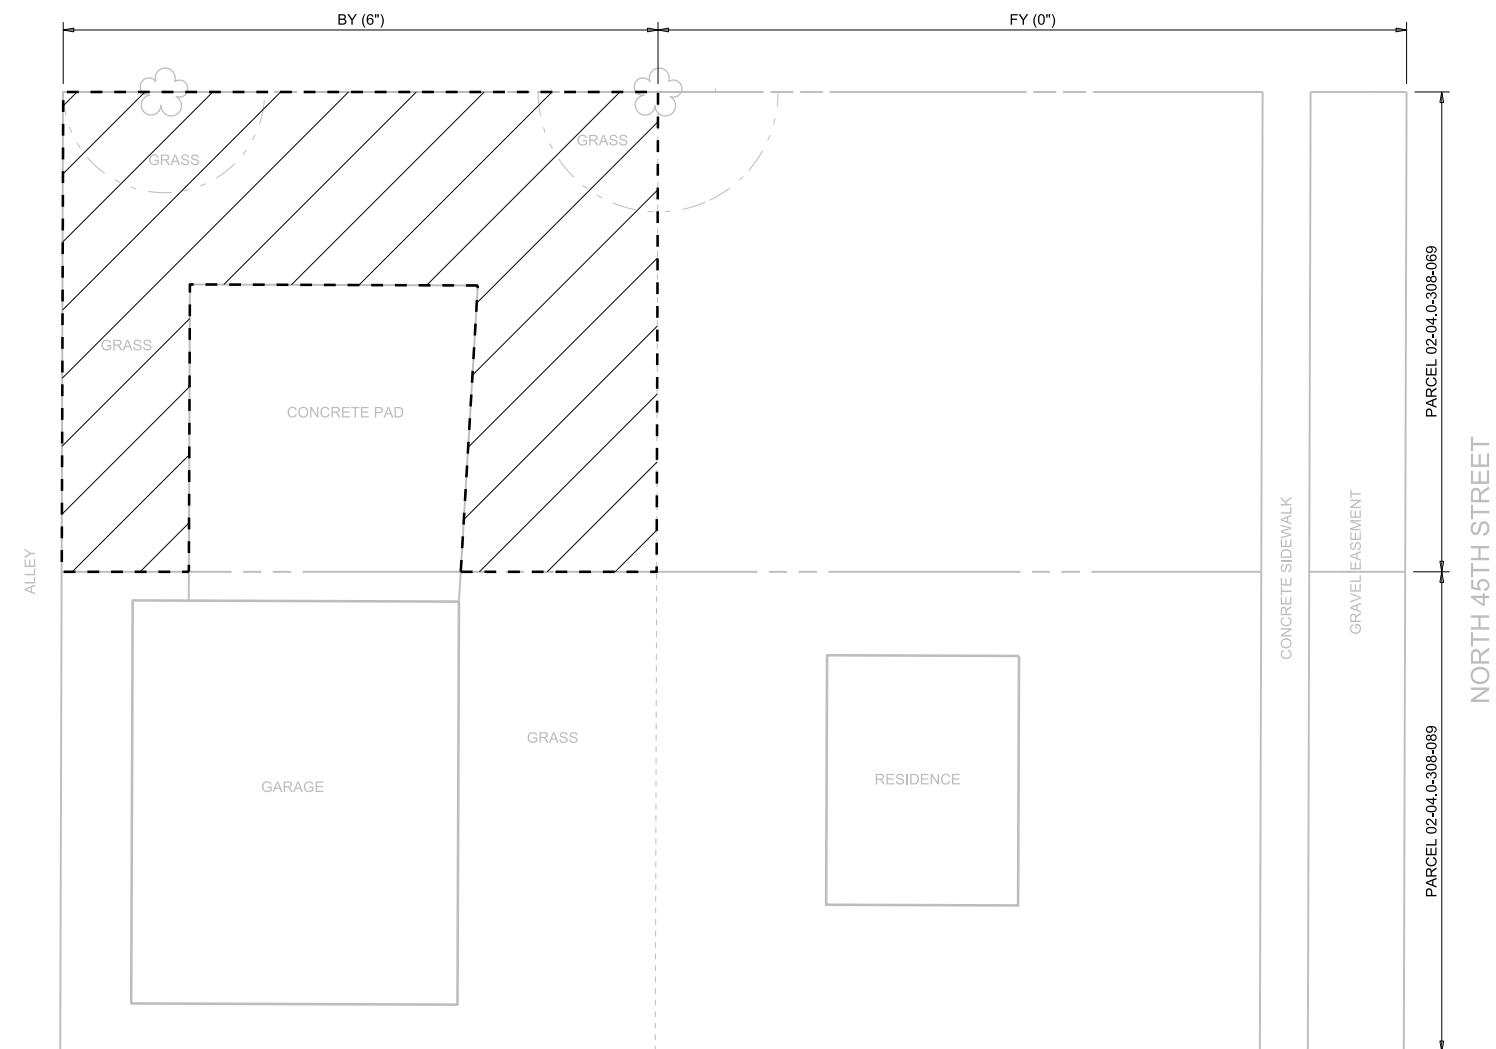 BY (6")
FY (0")
GRASS
GRASS
GRASS
CONCRETE PAD
PARCEL 02-04.0-308-069
ALLEY
CONCRETE SIDEWALK
GRAVEL EASEMENT
NORTH 45TH STREET
GRASS
GARAGE
RESIDENCE
PARCEL 02-04.0-308-089